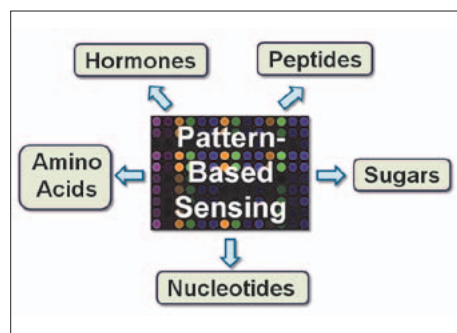 Hormones
Peptides
Pattern-
Based
Sensing
Amino
Acids
Sugars
Nucleotides